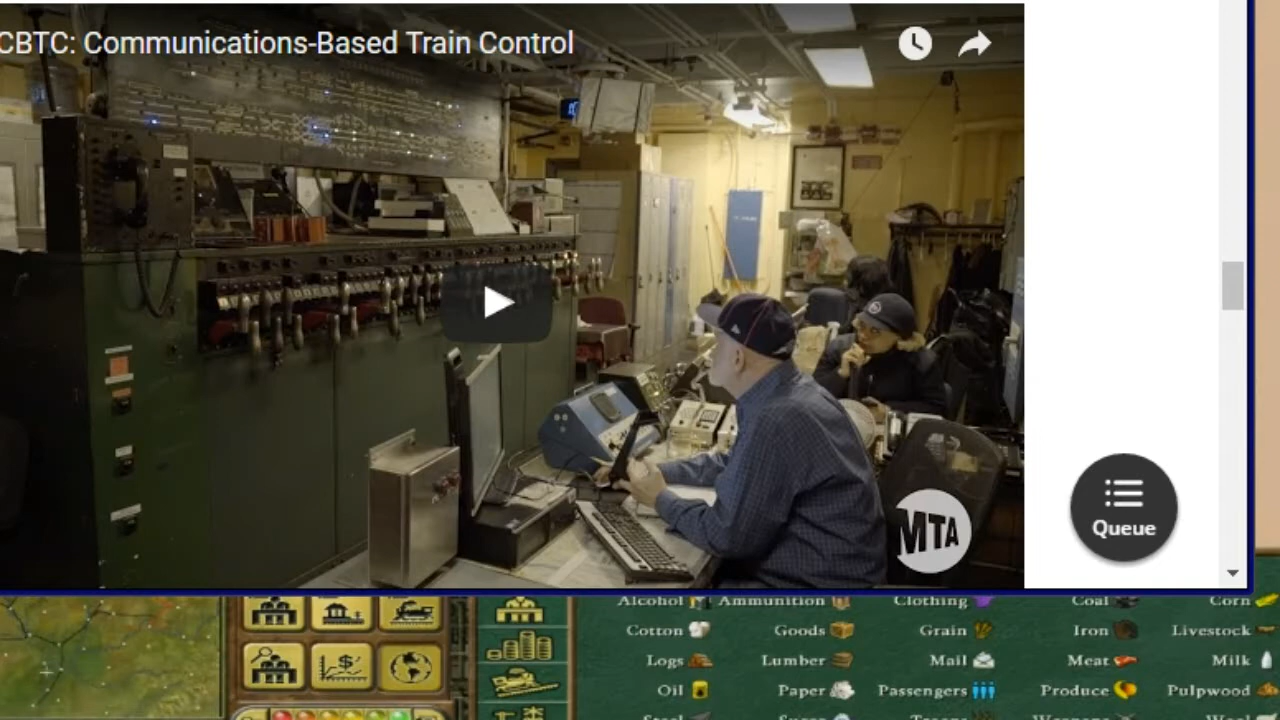 CBTC: Communications-Based Train Control
MTA
Queue
Alcohol Ammunition Clothing Coal Corn
Cotton Goods Grain Iron Livestock
Logs Lumber Mail Meat Milk
Oil Paper Passengers Produce Pulpwood